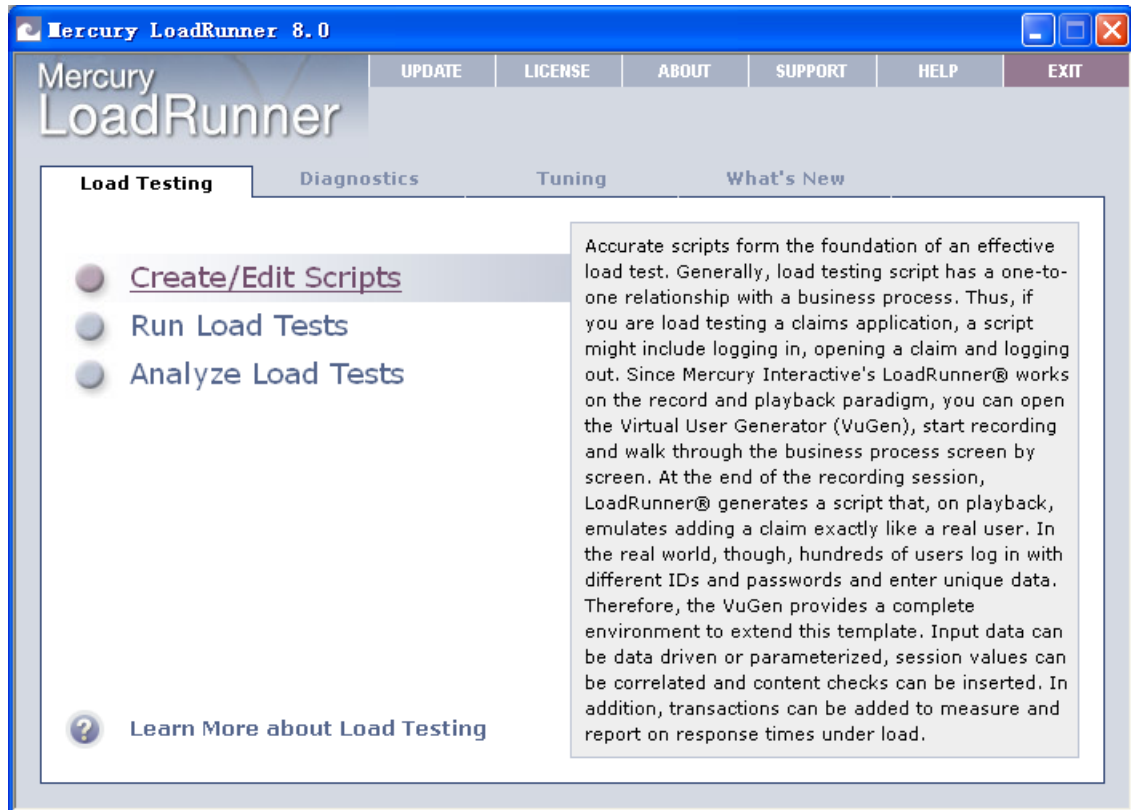 Mercury LoadRunner 8.0
Mercury
LoadRunner
UPDATE LICENSE ABOUT SUPPORT HELP EXIT
Load Testing Diagnostics Tuning What's New
Create/Edit Scripts
Run Load Tests
Analyze Load Tests
Learn More about Load Testing
Accurate scripts form the foundation of an effective
load test. Generally, load testing script has a one-to-
one relationship with a business process. Thus, if
you are load testing a claims application, a script
might include logging in, opening a claim and logging
out. Since Mercury Interactive's LoadRunner® works
on the record and playback paradigm, you can open
the Virtual User Generator (VuGen), start recording
and walk through the business process screen by
screen. At the end of the recording session,
LoadRunner® generates a script that, on playback,
emulates adding a claim exactly like a real user. In
the real world, though, hundreds of users log in with
different IDs and passwords and enter unique data.
Therefore, the VuGen provides a complete
environment to extend this template. Input data can
be data driven or parameterized, session values can
be correlated and content checks can be inserted. In
addition, transactions can be added to measure and
report on response times under load.